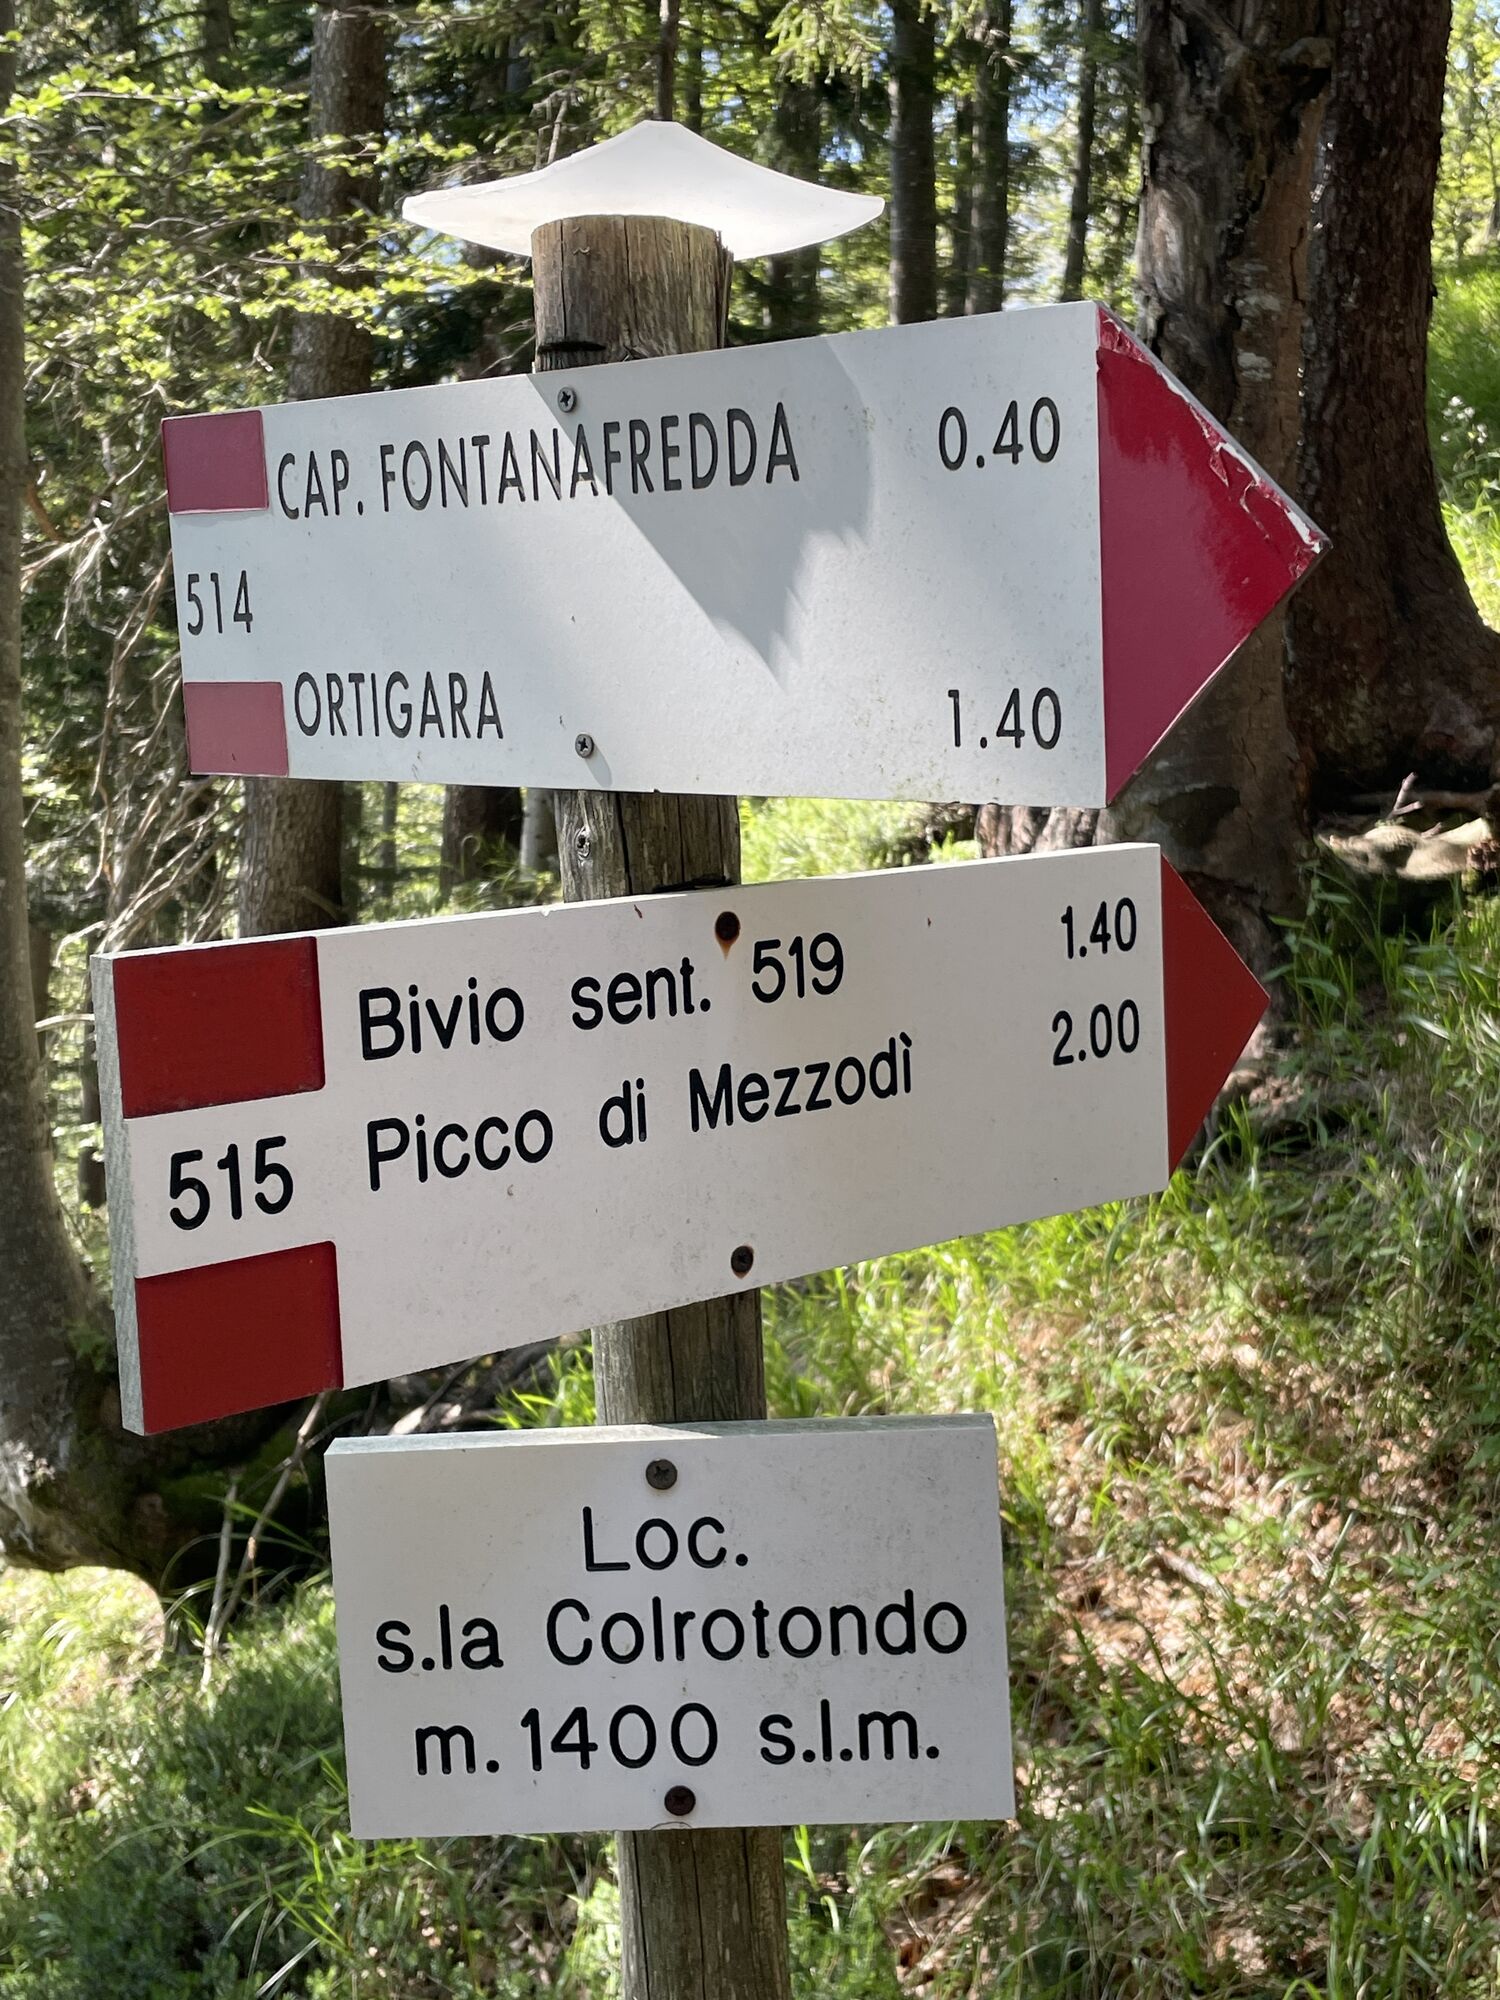 CAP. FONTANAFREDDA 0.40
514
ORTIGARA 1.40
Bivio sent. 519 1.40
Picco di Mezzodì 2.00
515
Loc.
s.la Colrotondo
m. 1400 s.l.m.